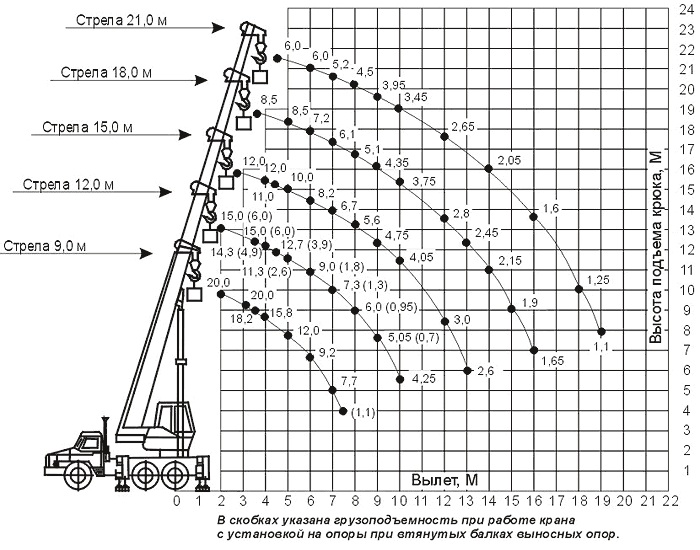 Стрела 21,0 м
Стрела 18,0 м
Стрела 15,0 м
Стрела 12,0 м
Стрела 9,0 м
6,0 6,0 5,2 4,5 3,95 3,45 2,65 2,05 1,6 1,25 1,1
8,5 8,5 7,2 6,1 5,1 4,35 3,75 2,8 2,45 2,15 1,9 1,65
12,0 12,0 11,0 10,0 8,2 6,7 5,6 4,75 4,05 3,0 2,6
15,0 (6,0) 15,0 (6,0) 14,3 (4,9) 12,7 (3,9) 11,3 (2,6) 9,0 (1,8) 7,3 (1,3) 6,0 (0,95) 5,05 (0,7) 4,25
20,0 20,0 18,2 15,8 12,0 9,2 7,7 (1,1)
24
23
22
21
20
19
18
17
16
15
14
13
12
11
10
9
8
7
6
5
4
3
2
1
Высота подъема крюка, М
Вылет, М
0 1 2 3 4 5 6 7 8 9 10 11 12 13 14 15 16 17 18 19 20 21 22
В скобках указана грузоподъемность при работе крана
с установкой на опоры при втянутых балках выносных опор.